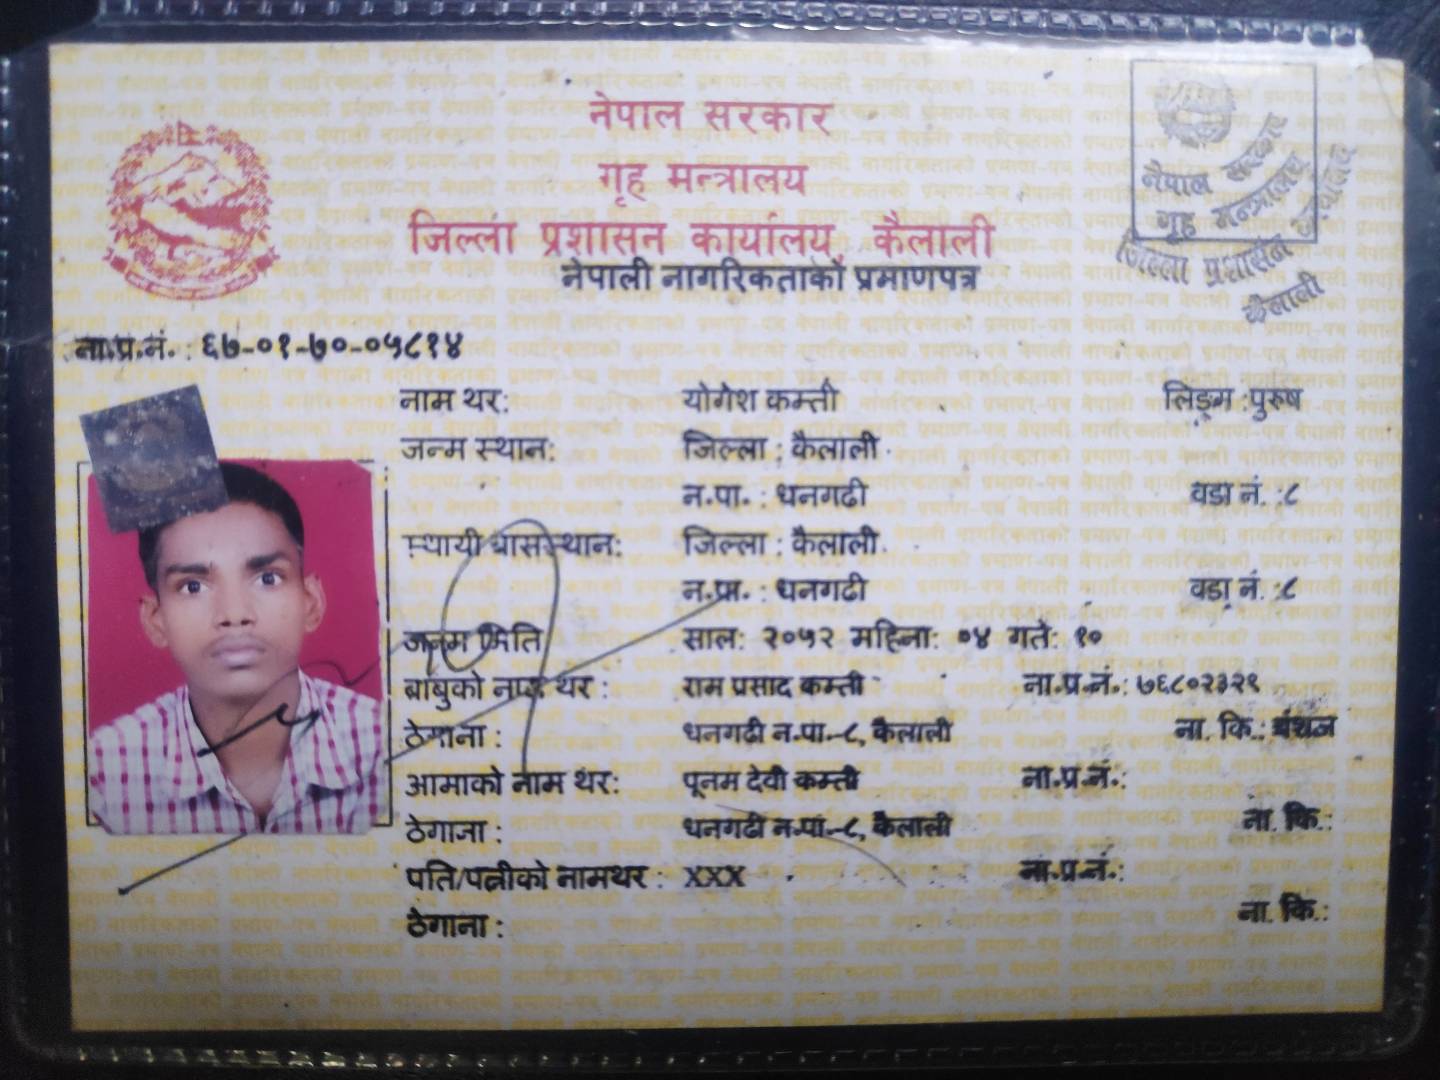 नेपाल सरकार
गृह मन्त्रालय
जिल्ला प्रशासन कार्यालय, कैलाली
नेपाली नागरिकताको प्रमाणपत्र
नेपाल सरकार
गृह मन्त्रालय
जिल्ला प्रशासन कार्यालय
कैलाली
ना.प्र.नं. : ६७-०१-७०-०५८१४
नाम थर: योगेश कम्ती लिङ्ग :पुरुष
जन्म स्थान: जिल्ला : कैलाली
न.पा. : धनगढी वडा नं. :८
स्थायी बासस्थान: जिल्ला : कैलाली
न.पा. : धनगढी वडा नं. :८
जन्म मिति साल: २०५२ महिना: ०४ गते: १०
बाबुको नाम थर : राम प्रसाद कम्ती ना.प्र.नं.: ७६८०२३२९
ठेगाना : धनगढी न.पा.-८, कैलाली ना. कि.: वंशज
आमाको नाम थर: पूनम देवी कम्ती ना.प्र.नं.:
ठेगाना : धनगढी न.पा.-८, कैलाली ना. कि.:
पति/पत्नीको नामथर : XXX ना.प्र.नं.:
ठेगाना : ना. कि.: